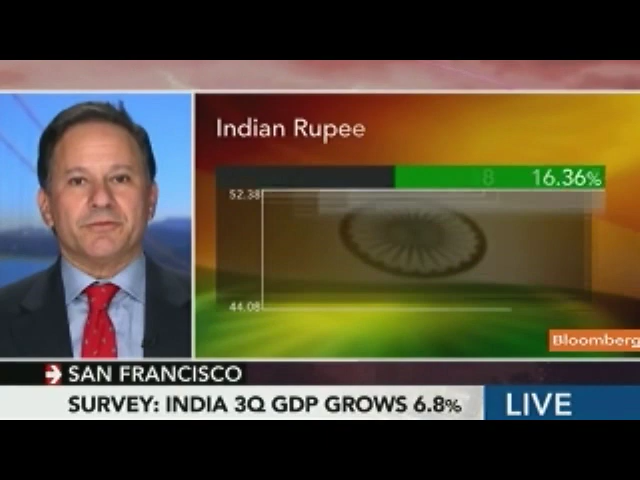 Indian Rupee
8 16.36%
52.38
44.08
Bloomberg
SAN FRANCISCO
SURVEY: INDIA 3Q GDP GROWS 6.8%
LIVE